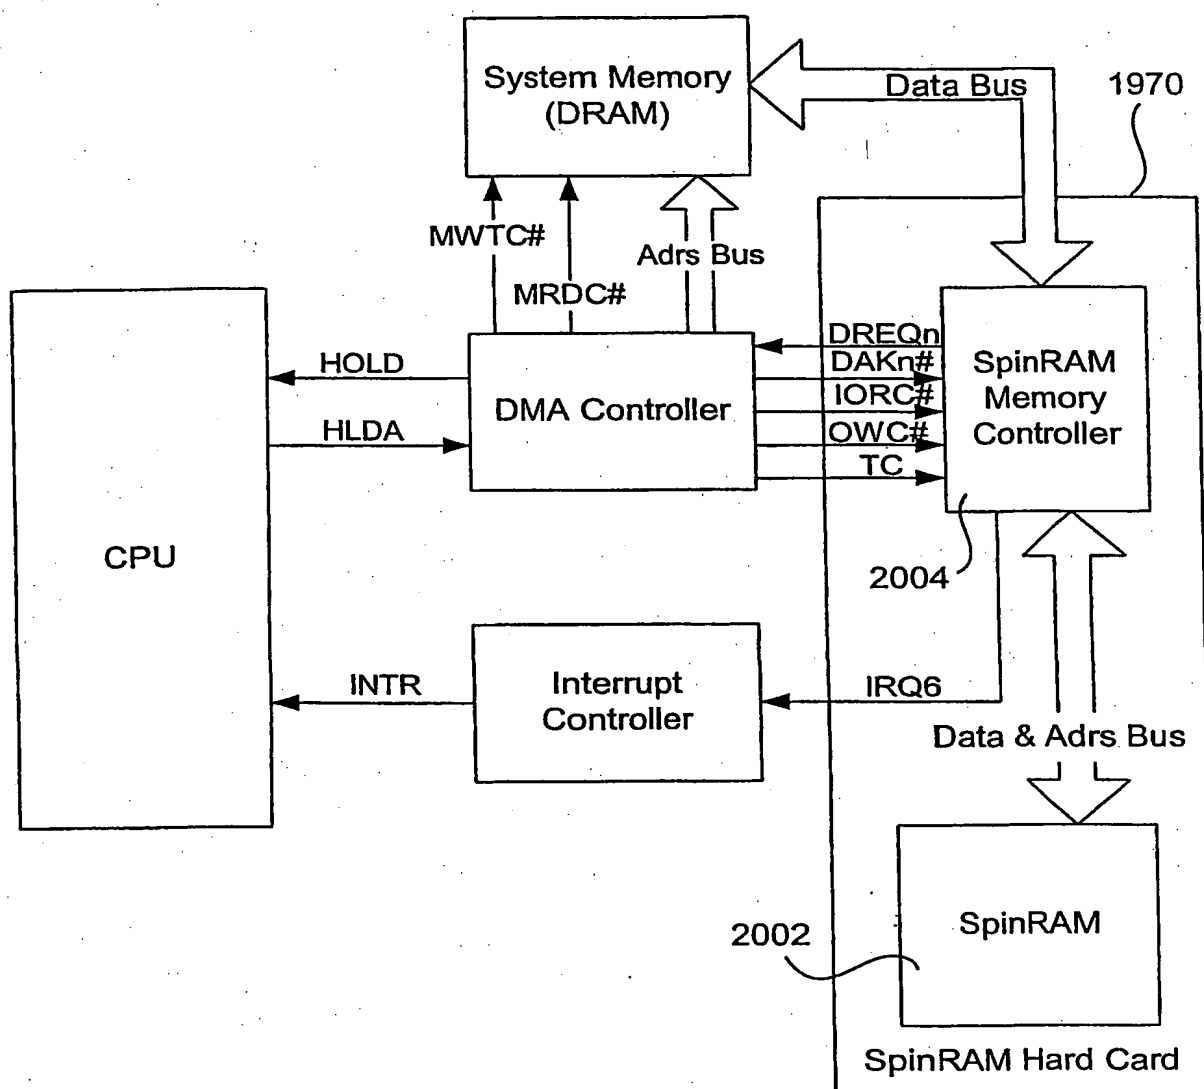 System Memory
(DRAM)
Data Bus
1970
MWTC#
Adrs Bus
MRDC#
HOLD
HLDA
DMA Controller
DREQn
DAKn#
IORC#
OWC#
TC
SpinRAM
Memory
Controller
CPU
2004
INTR
Interrupt
Controller
IRQ6
Data & Adrs Bus
SpinRAM
2002
SpinRAM Hard Card